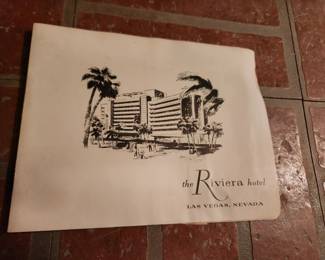 the Riviera hotel
LAS VEGAS, NEVADA